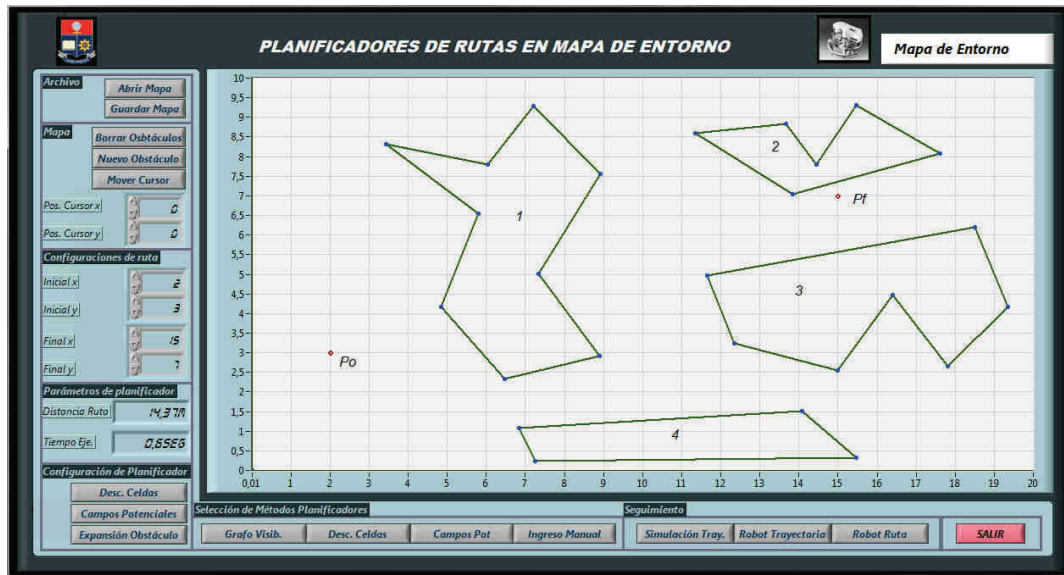 PLANIFICADORES DE RUTAS EN MAPA DE ENTORNO
Mapa de Entorno
Archivo
Abrir Mapa
Guardar Mapa
Mapa
Borrar Osbtáculos
Nuevo Obstáculo
Mover Cursor
Pos. Cursor x
0
Pos. Cursor y
0
Configuraciones de ruta
Inicial x
2
Inicial y
3
Final x
15
Final y
7
Parámetros de planificador
Distancia Ruta
14,37M
Tiempo Eje.
0,65EG
Configuración de Planificador
Desc. Celdas
Campos Potenciales
Expansión Obstáculo
10
9,5
9
8,5
8
7,5
7
6,5
6
5,5
5
4,5
4
3,5
3
2,5
2
1,5
1
0,5
0
0,01 1 2 3 4 5 6 7 8 9 10 11 12 13 14 15 16 17 18 19 20
1
2
Pf
3
Po
4
Selección de Métodos Planificadores
Grafo Visib.
Desc. Celdas
Campos Pot
Ingreso Manual
Seguimiento
Simulación Tray.
Robot Trayectoria
Robot Ruta
SALIR